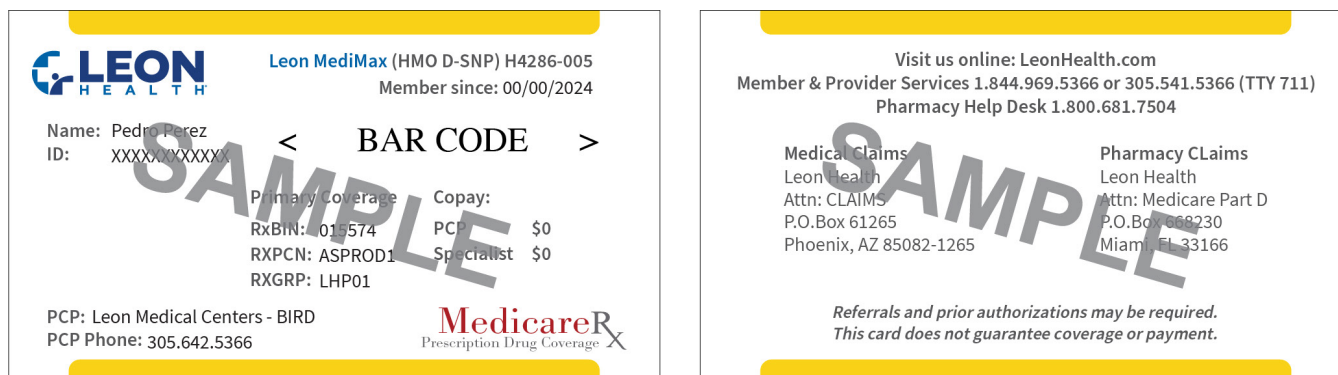 LEON
HEALTH
Leon MediMax (HMO D-SNP) H4286-005
Member since: 00/00/2024
Name: Pedro Perez
ID: XXXXXXXXXXXX
< BAR CODE >
SAMPLE
Primary Coverage
RxBIN: 015574
RXPCN: ASPROD1
RXGRP: LHP01
Copay:
PCP $0
Specialist $0
PCP: Leon Medical Centers - BIRD
PCP Phone: 305.642.5366
MedicareRx
Prescription Drug Coverage
Visit us online: LeonHealth.com
Member & Provider Services 1.844.969.5366 or 305.541.5366 (TTY 711)
Pharmacy Help Desk 1.800.681.7504
SAMPLE
Medical Claims
Leon Health
Attn: CLAIMS
P.O.Box 61265
Phoenix, AZ 85082-1265
Pharmacy CLaims
Leon Health
Attn: Medicare Part D
P.O.Box 668230
Miami, FL 33166
Referrals and prior authorizations may be required.
This card does not guarantee coverage or payment.